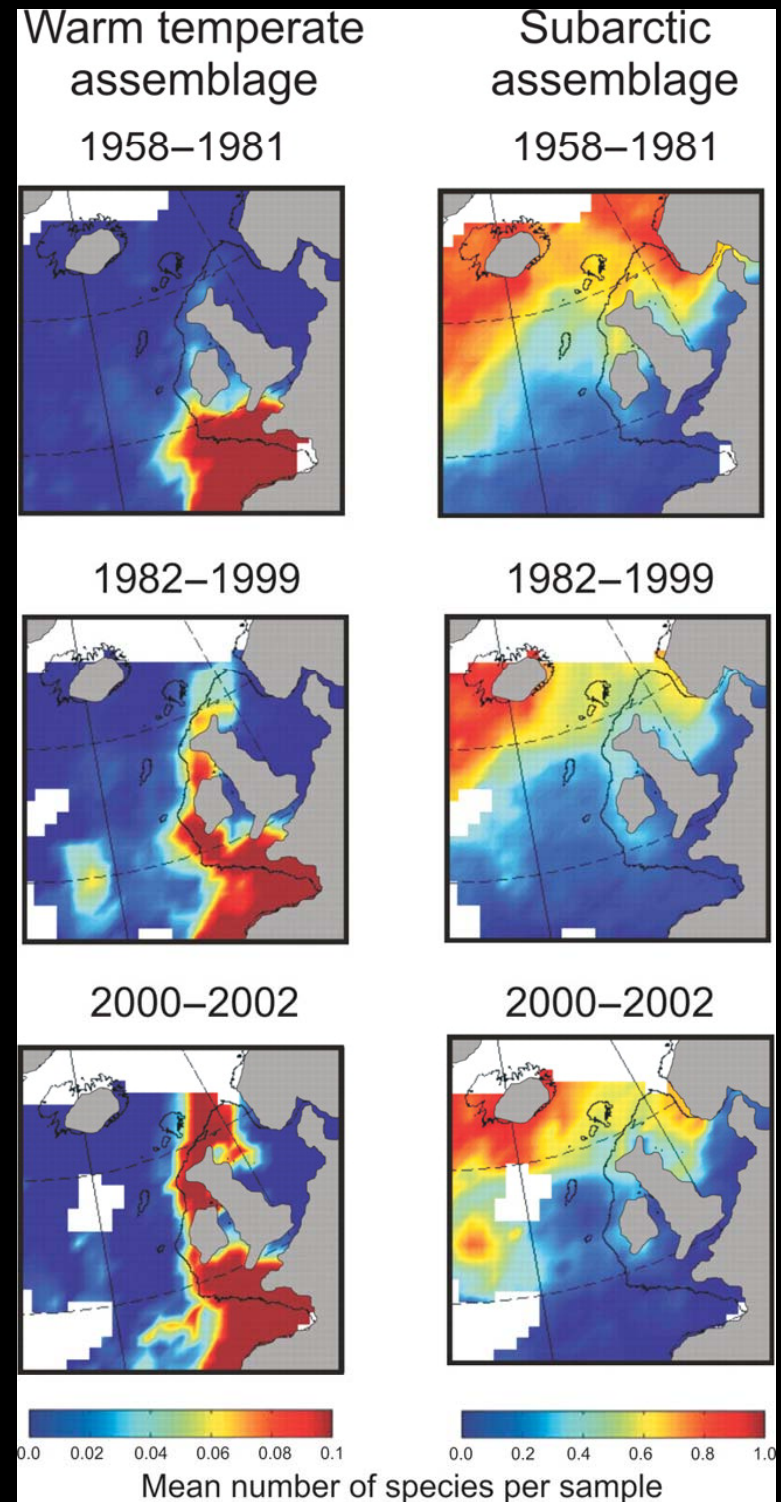 Warm temperate
assemblage
Subarctic
assemblage
1958–1981
1958–1981
1982–1999
1982–1999
2000–2002
2000–2002
0.0 0.02 0.04 0.06 0.08 0.1
0.0 0.2 0.4 0.6 0.8 1.0
Mean number of species per sample